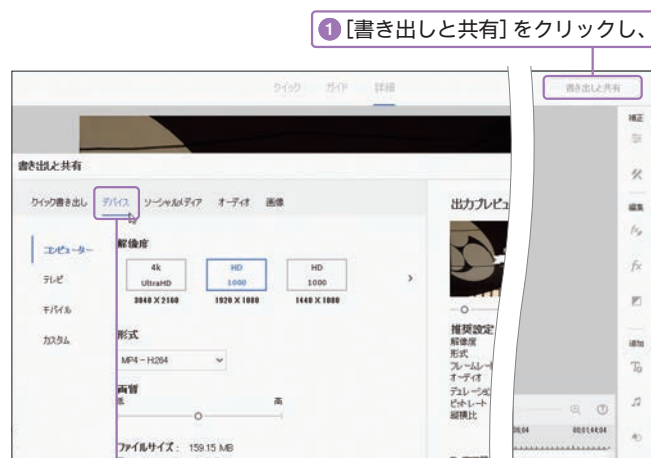 1 [書き出しと共有] をクリックし、
クイック ガイド 詳細
書き出しと共有
書き出しと共有
クイック書き出し デバイス ソーシャルメディア オーディオ 画像
コンピューター
テレビ
モバイル
カスタム
解像度
4k
UltraHD
3840 X 2160
HD
1080
1920 X 1080
HD
1080
1440 X 1080
形式
MP4 - H.264
画質
低 高
ファイルサイズ : 159.15 MB
出力プレビュ
推奨設定
解像度
形式
フレームレート
オーディオ
デュレーショ
ビットレート
縦横比
補正
編集
追加
00;01;44;04